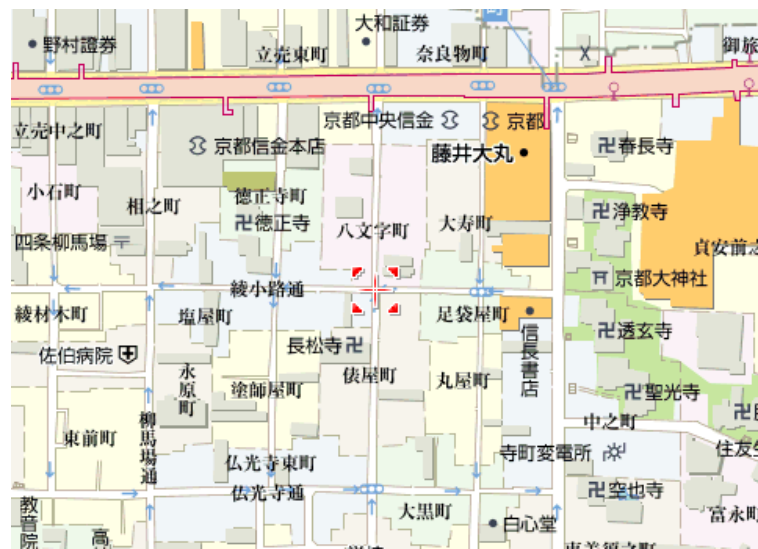 大和証券
野村證券
立売東町
奈良物町
御旅
立売中之町
京都信金本店
京都中央信金
京都
藤井大丸
春長寺
小石町
相之町
徳正寺町
徳正寺
八文字町
大寿町
浄教寺
四条柳馬場
貞安前之
綾小路通
京都大神社
綾材木町
塩屋町
足袋屋町
信長書店
透玄寺
佐伯病院
長松寺
永原町
塗師屋町
俵屋町
丸屋町
聖光寺
中之町
東前町
柳馬場通
仏光寺東町
寺町変電所
住友生
仏光寺通
空也寺
教音院
大黒町
白心堂
富永町
恵美須之町